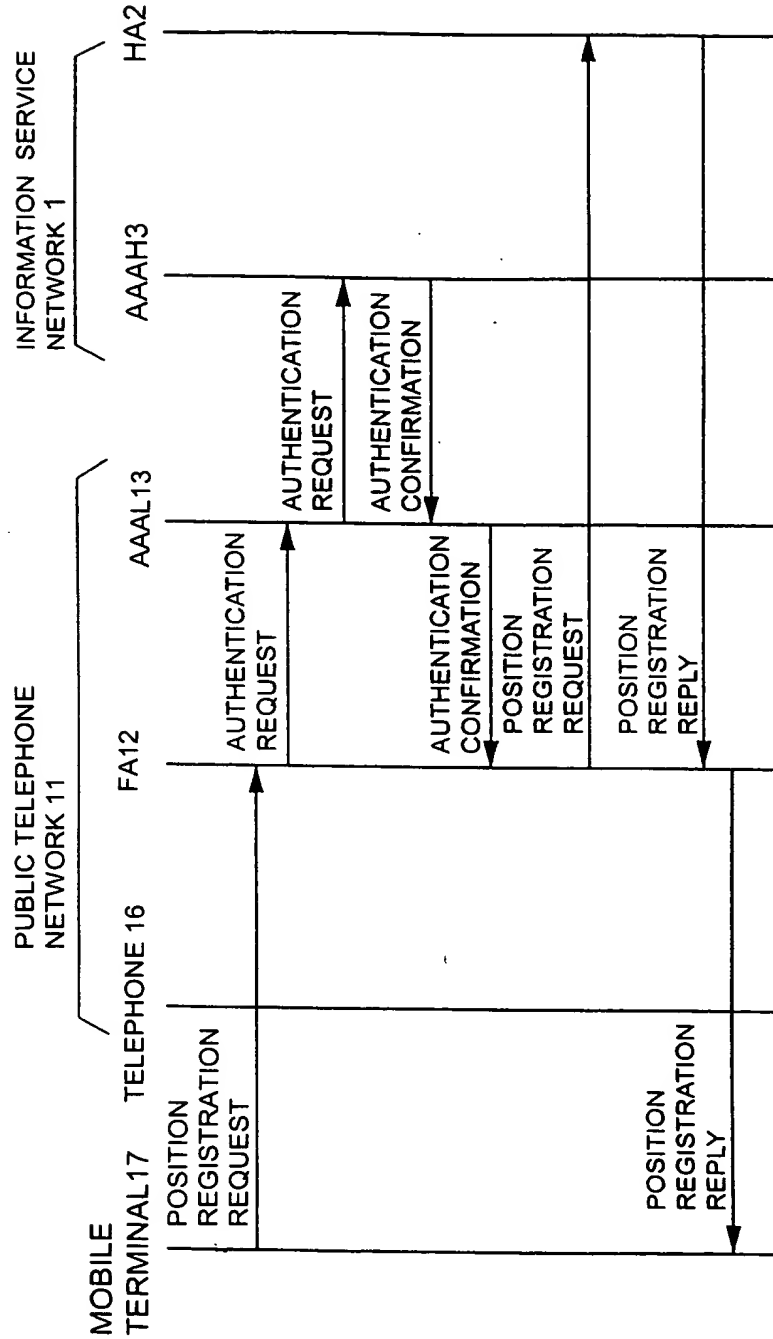 PUBLIC TELEPHONE
NETWORK 11
INFORMATION SERVICE
NETWORK 1
MOBILE
TERMINAL17
TELEPHONE 16
FA12
AAAL13
AAAH3
HA2
POSITION
REGISTRATION
REQUEST
AUTHENTICATION
REQUEST
AUTHENTICATION
REQUEST
AUTHENTICATION
CONFIRMATION
AUTHENTICATION
CONFIRMATION
POSITION
REGISTRATION
REQUEST
POSITION
REGISTRATION
REPLY
POSITION
REGISTRATION
REPLY